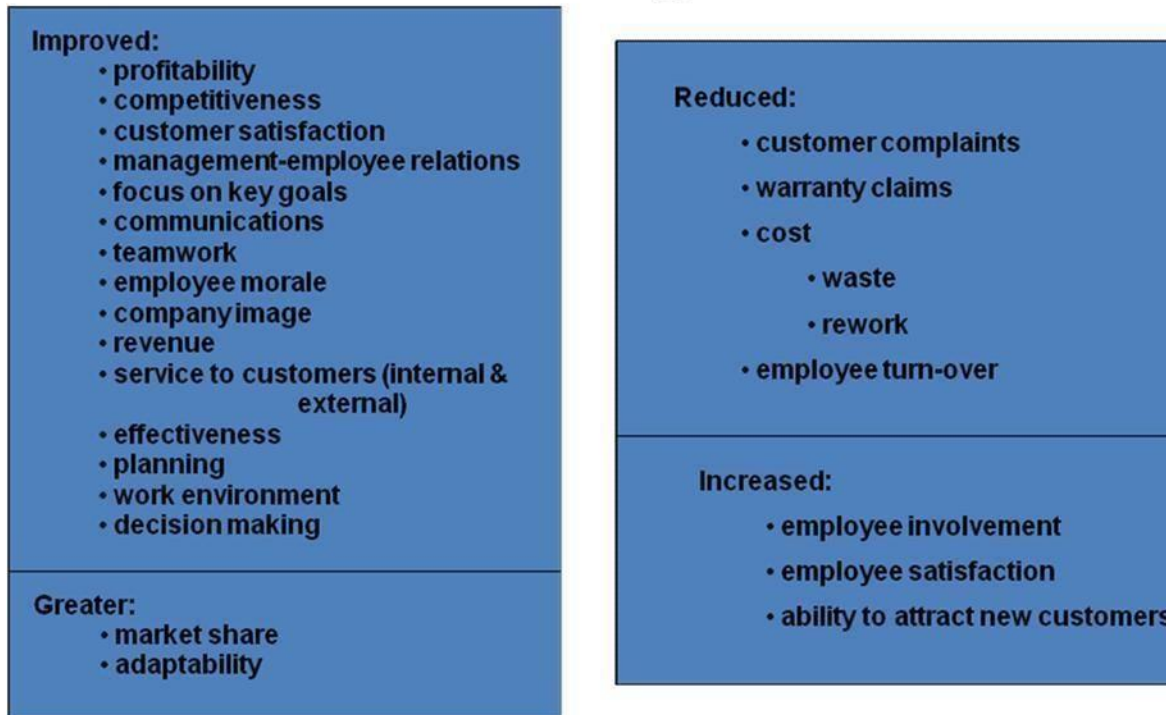 Improved:
• profitability
• competitiveness
• customer satisfaction
• management-employee relations
• focus on key goals
• communications
• teamwork
• employee morale
• company image
• revenue
• service to customers (internal &
external)
• effectiveness
• planning
• work environment
• decision making
Greater:
• market share
• adaptability
Reduced:
• customer complaints
• warranty claims
• cost
• waste
• rework
• employee turn-over
Increased:
• employee involvement
• employee satisfaction
• ability to attract new customers